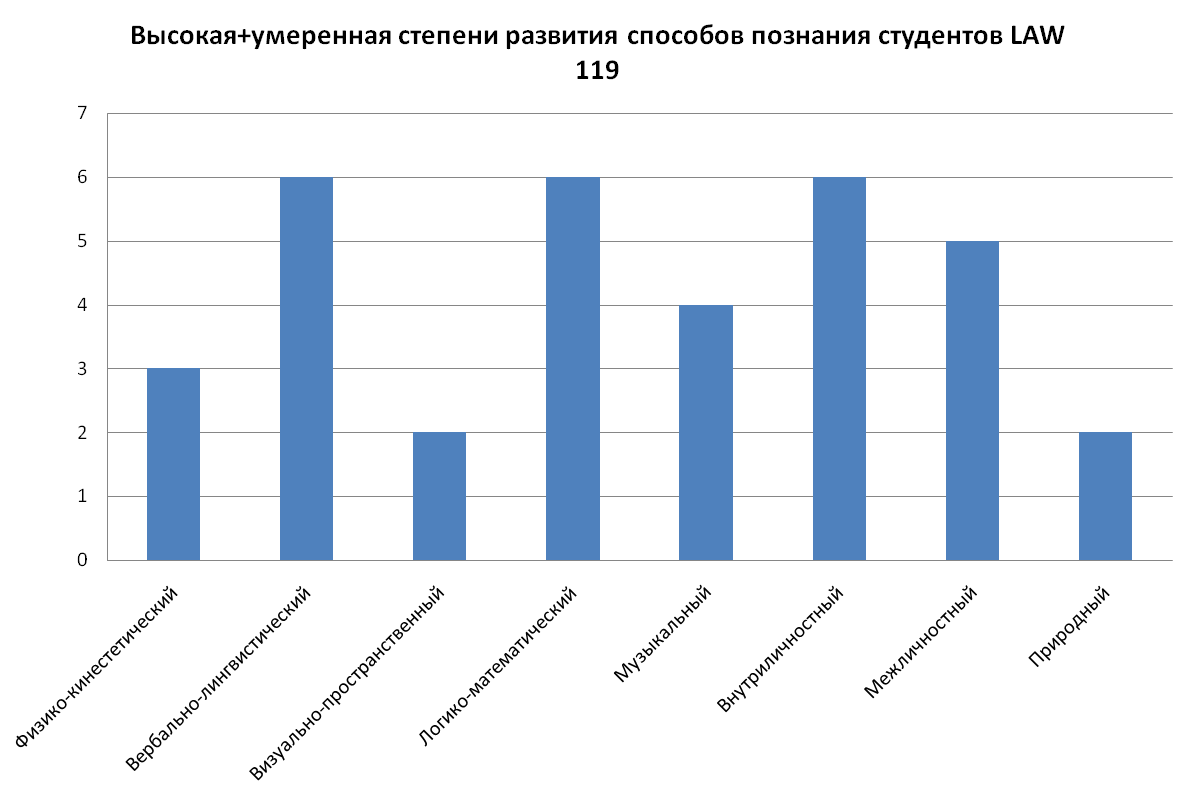 Высокая+умеренная степени развития способов познания студентов LAW
119
7
6
5
4
3
2
1
0
Физико-кинестетический
Вербально-лингвистический
Визуально-пространственный
Логико-математический
Музыкальный
Внутриличностный
Межличностный
Природный